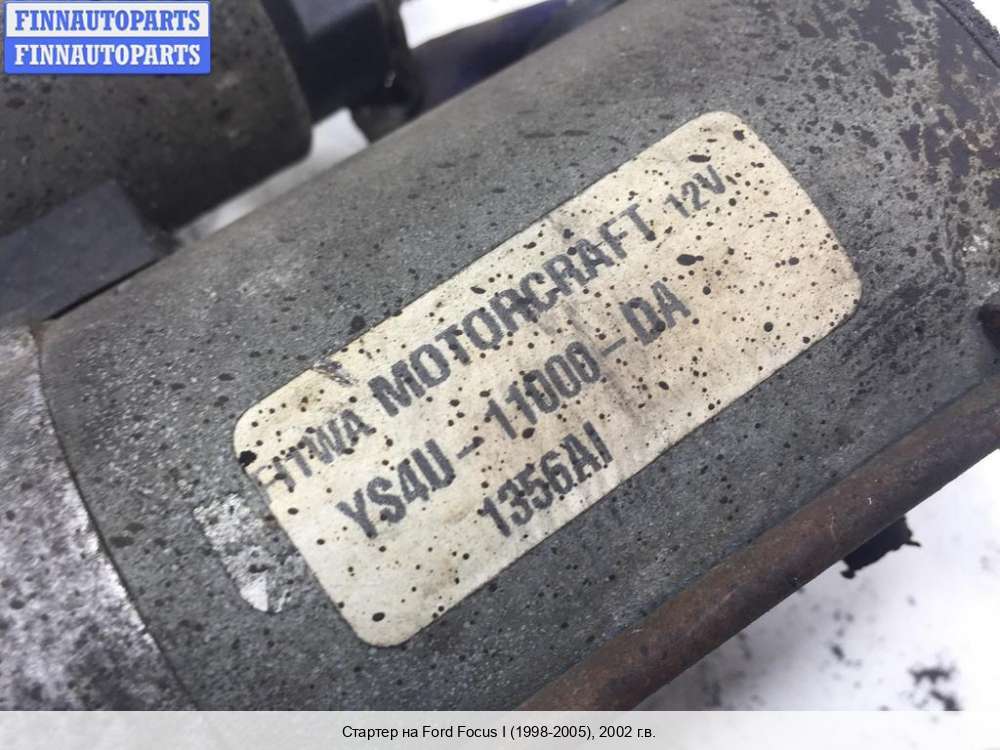 FINNAUTOPARTS
FINNAUTOPARTS
MOTORCRAFT 12V.
YS4U-11000-DA
1356AI
Стартер на Ford Focus I (1998-2005), 2002 г.в.